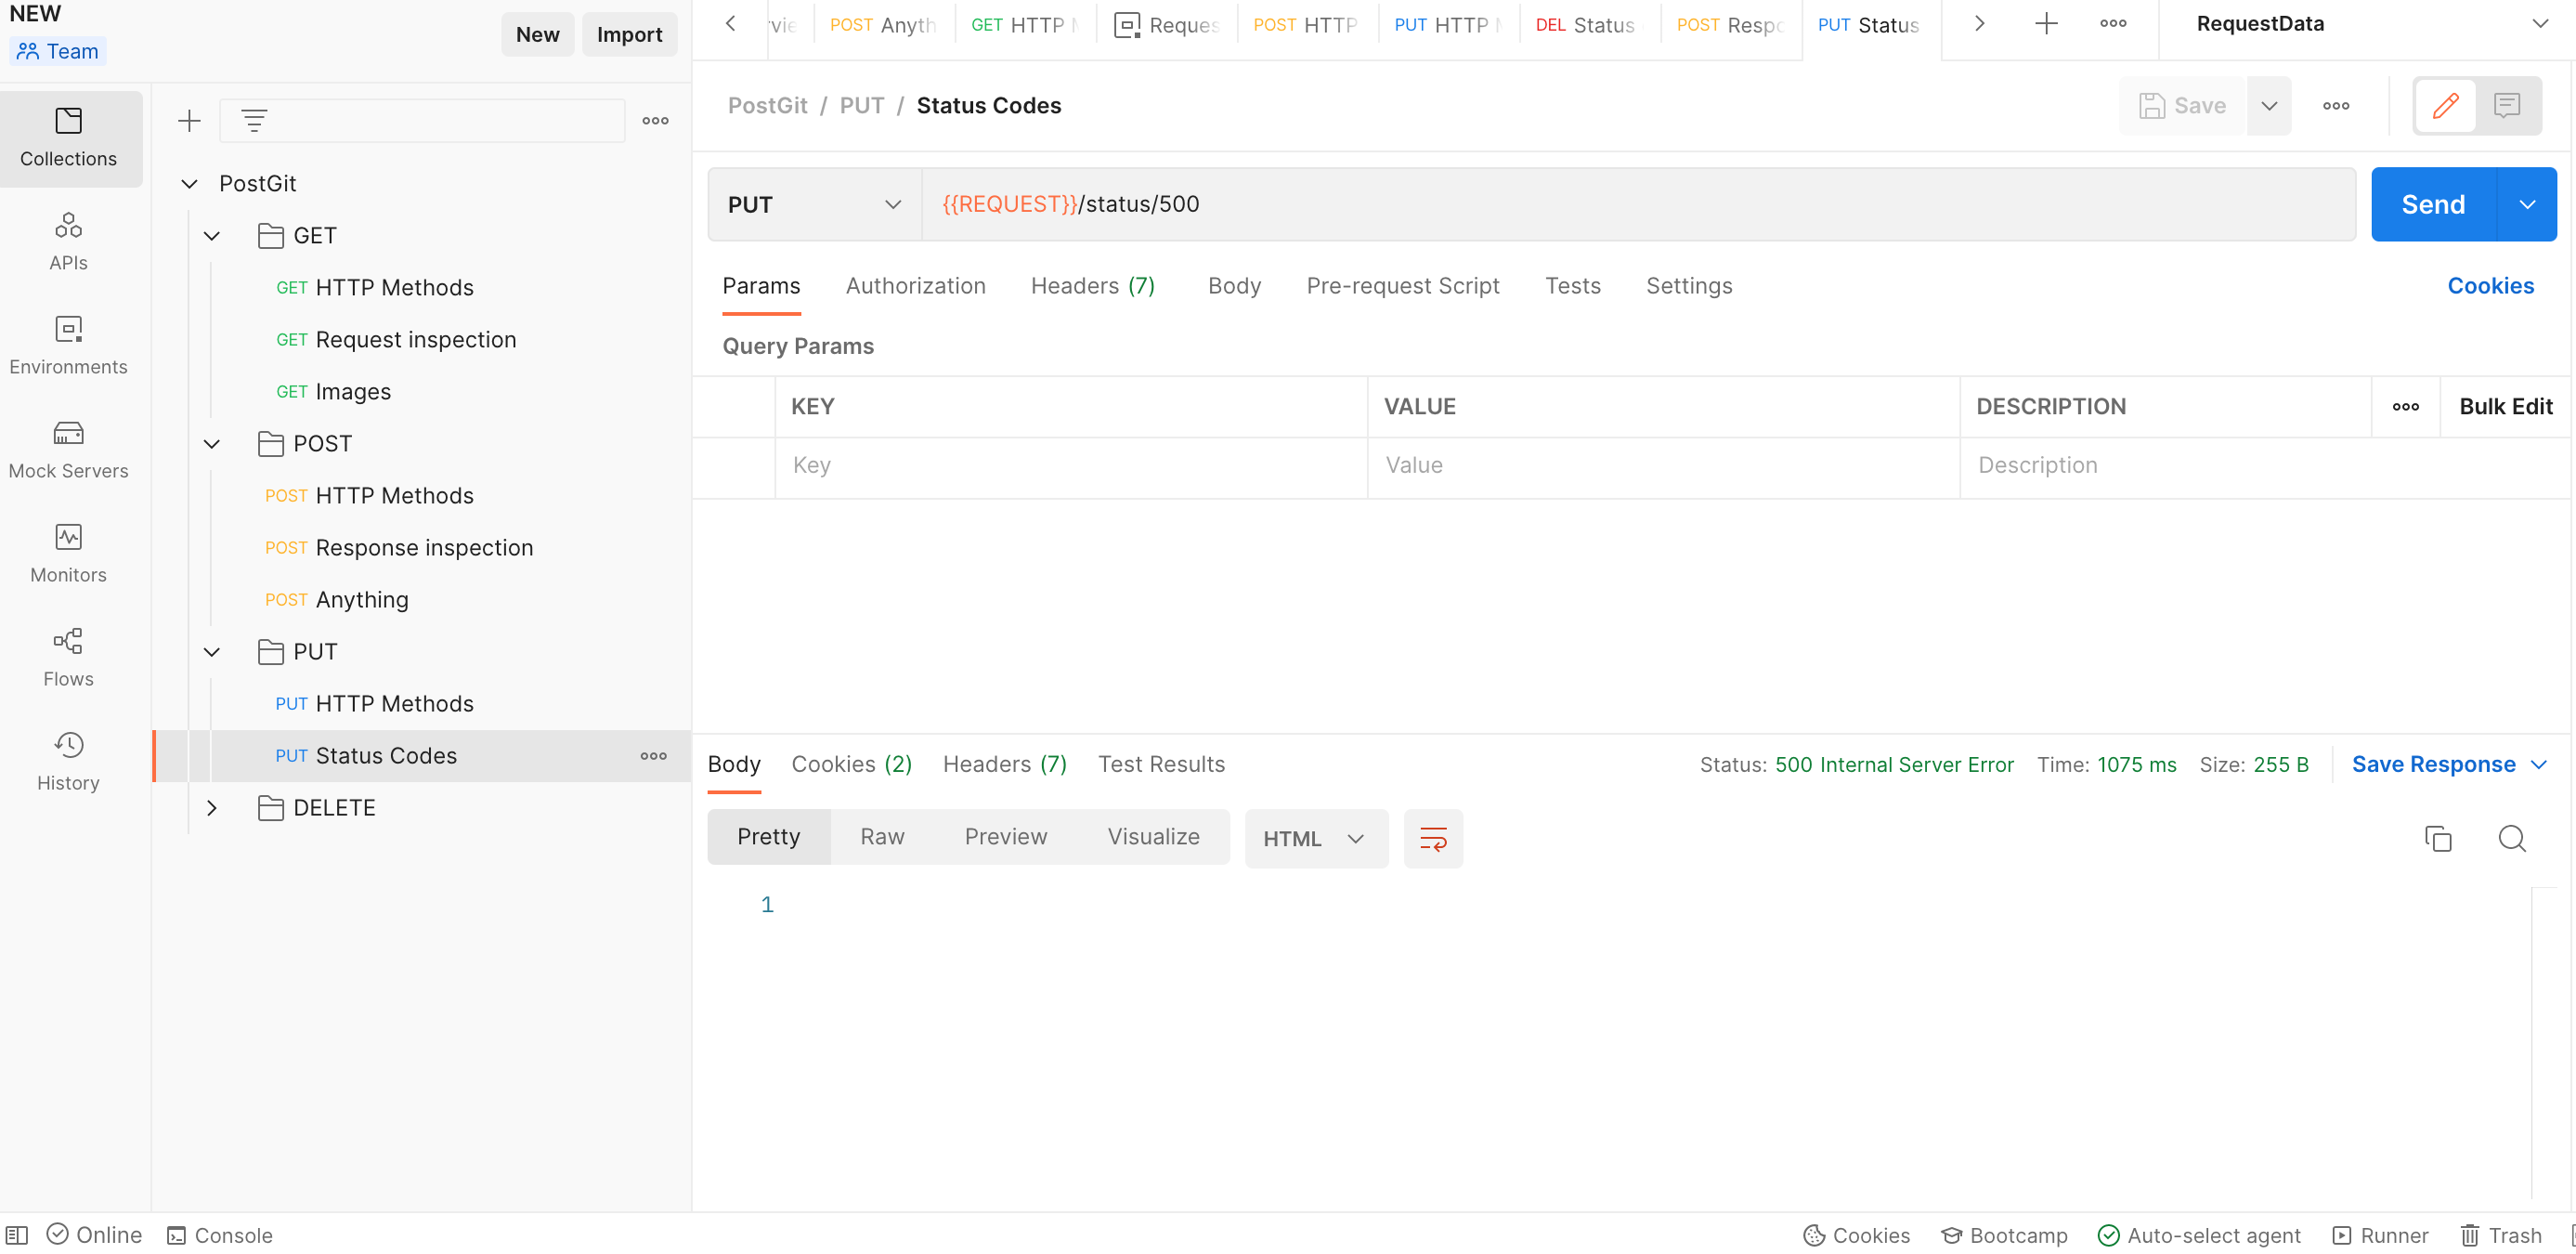 NEW
Team
New
Import
POST Anyth
GET HTTP
Reques
POST HTTP
PUT HTTP
DEL Status
POST Respo
PUT Status
RequestData
Collections
APIs
Environments
Mock Servers
Monitors
Flows
History
PostGit
GET
GET HTTP Methods
GET Request inspection
GET Images
POST
POST HTTP Methods
POST Response inspection
POST Anything
PUT
PUT HTTP Methods
PUT Status Codes
DELETE
PostGit / PUT / Status Codes
Save
PUT
{{REQUEST}}/status/500
Send
Params Authorization Headers (7) Body Pre-request Script Tests Settings
Cookies
Query Params
KEY VALUE DESCRIPTION Bulk Edit
Key Value Description
Body Cookies (2) Headers (7) Test Results
Status: 500 Internal Server Error Time: 1075 ms Size: 255 B
Save Response
Pretty Raw Preview Visualize
HTML
1
Online
Console
Cookies
Bootcamp
Auto-select agent
Runner
Trash